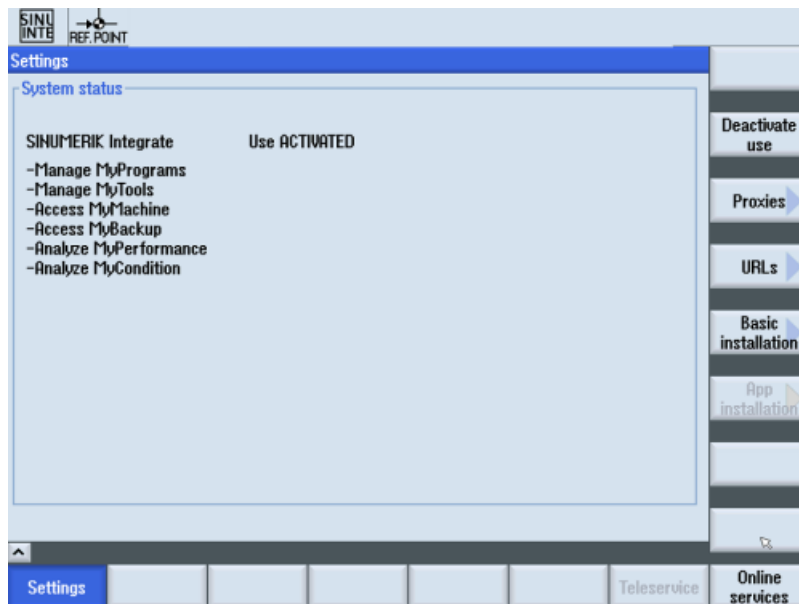 SINU
INTE
REF. POINT
Settings
System status
SINUMERIK Integrate Use ACTIVATED
-Manage MyPrograms
-Manage MyTools
-Access MyMachine
-Access MyBackup
-Analyze MyPerformance
-Analyze MyCondition
Deactivate
use
Proxies
URLs
Basic
installation
App
installation
Settings
Teleservice
Online
services